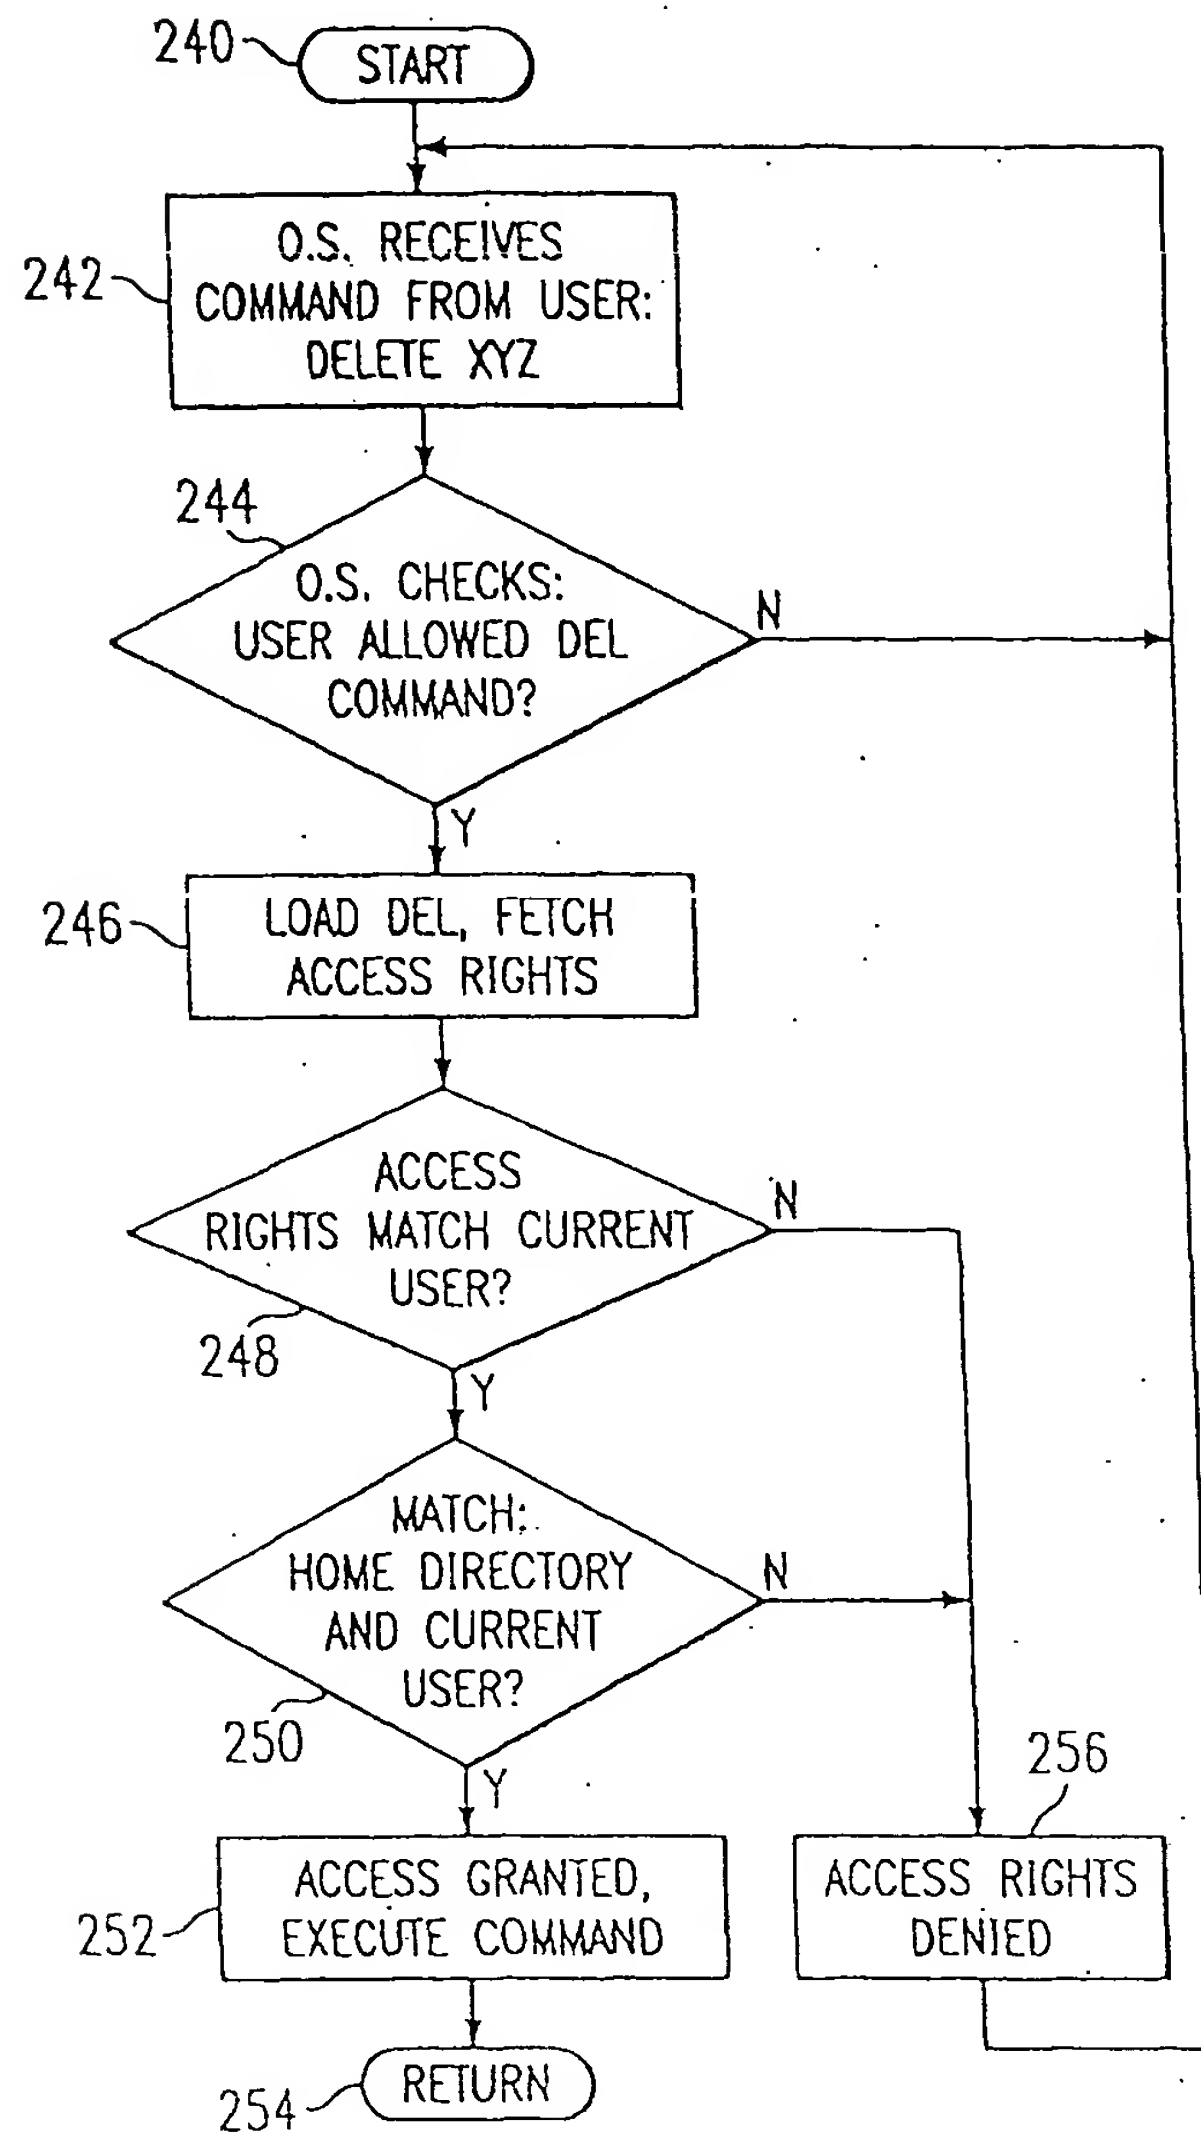 240
START
242
O.S. RECEIVES
COMMAND FROM USER:
DELETE XYZ
244
O.S. CHECKS:
USER ALLOWED DEL
COMMAND?
N
Y
246
LOAD DEL, FETCH
ACCESS RIGHTS
ACCESS
RIGHTS MATCH CURRENT
USER?
N
248
Y
MATCH:
HOME DIRECTORY
AND CURRENT
USER?
N
250
Y
256
252
ACCESS GRANTED,
EXECUTE COMMAND
ACCESS RIGHTS
DENIED
254
RETURN